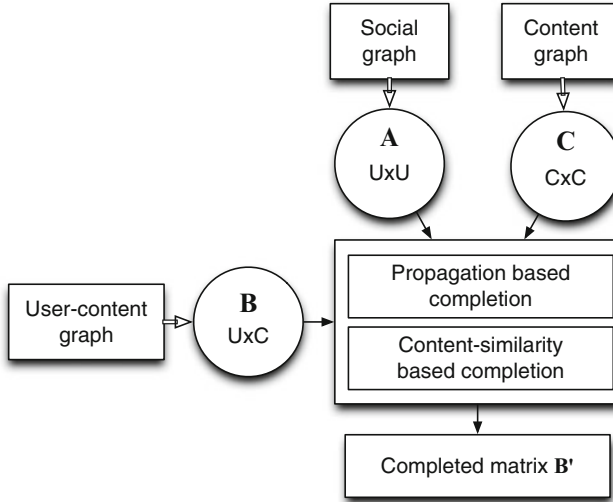 Social
graph
Content
graph
A
UxU
C
CxC
User-content
graph
B
UxC
Propagation based
completion
Content-similarity
based completion
Completed matrix B'